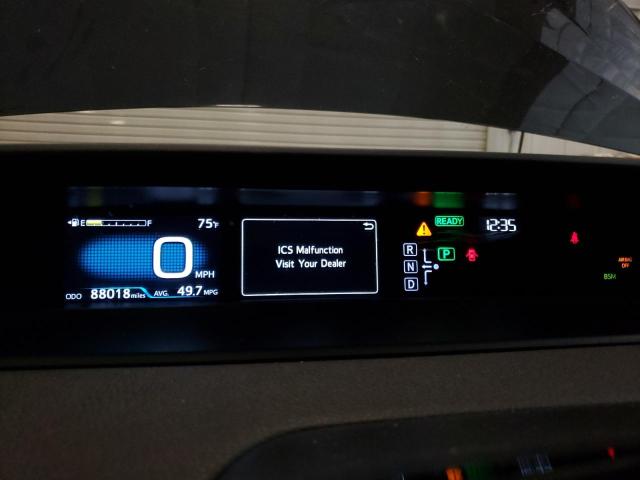 E F
75°F
0 MPH
ODO 88018 miles AVG. 49.7 MPG
ICS Malfunction
Visit Your Dealer
READY 12:35
R
N P
D
AIRBAG
OFF
BSM